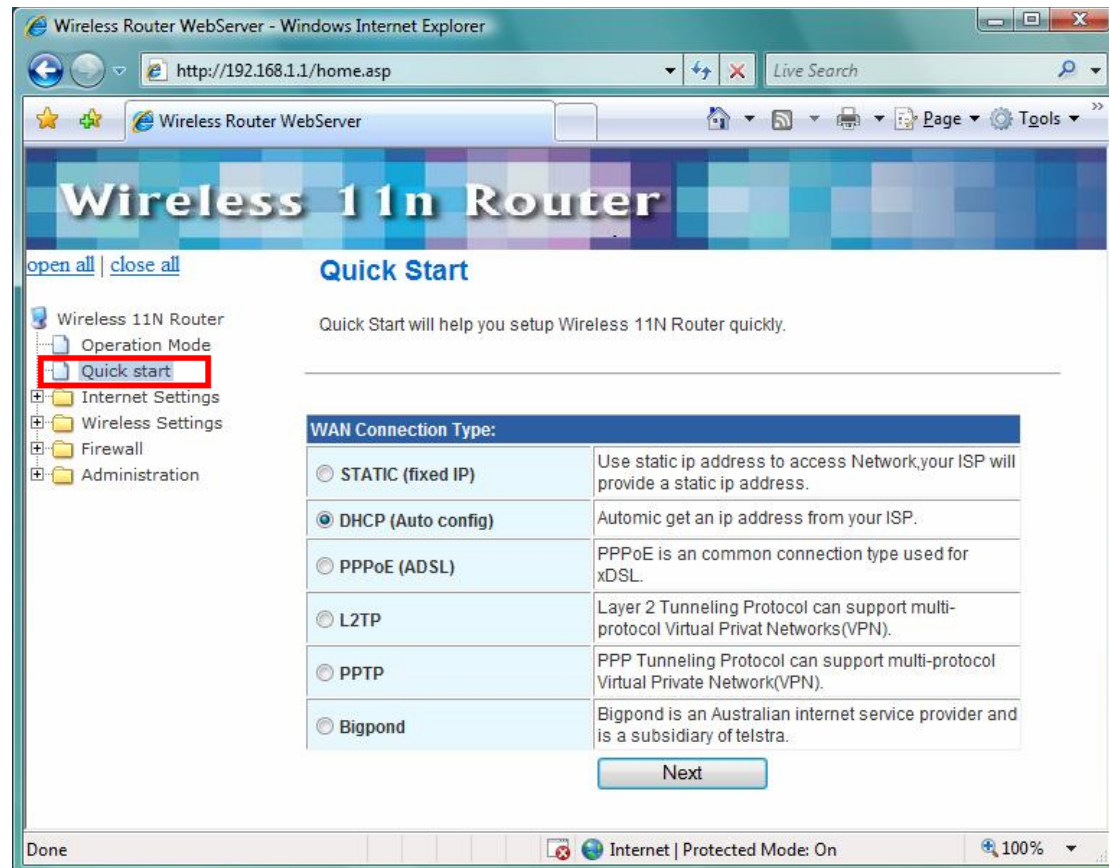 Wireless Router WebServer - Windows Internet Explorer
http://192.168.1.1/home.asp
Live Search
Wireless Router WebServer
Page
Tools
Wireless 11n Router
open all | close all
Wireless 11N Router
Operation Mode
Quick start
Internet Settings
Wireless Settings
Firewall
Administration
Quick Start
Quick Start will help you setup Wireless 11N Router quickly.
WAN Connection Type:
STATIC (fixed IP)
Use static ip address to access Network,your ISP will
provide a static ip address.
DHCP (Auto config)
Automic get an ip address from your ISP.
PPPoE (ADSL)
PPPoE is an common connection type used for
xDSL.
L2TP
Layer 2 Tunneling Protocol can support multi-
protocol Virtual Privat Networks(VPN).
PPTP
PPP Tunneling Protocol can support multi-protocol
Virtual Private Network(VPN).
Bigpond
Bigpond is an Australian internet service provider and
is a subsidiary of telstra.
Next
Done
Internet | Protected Mode: On
100%